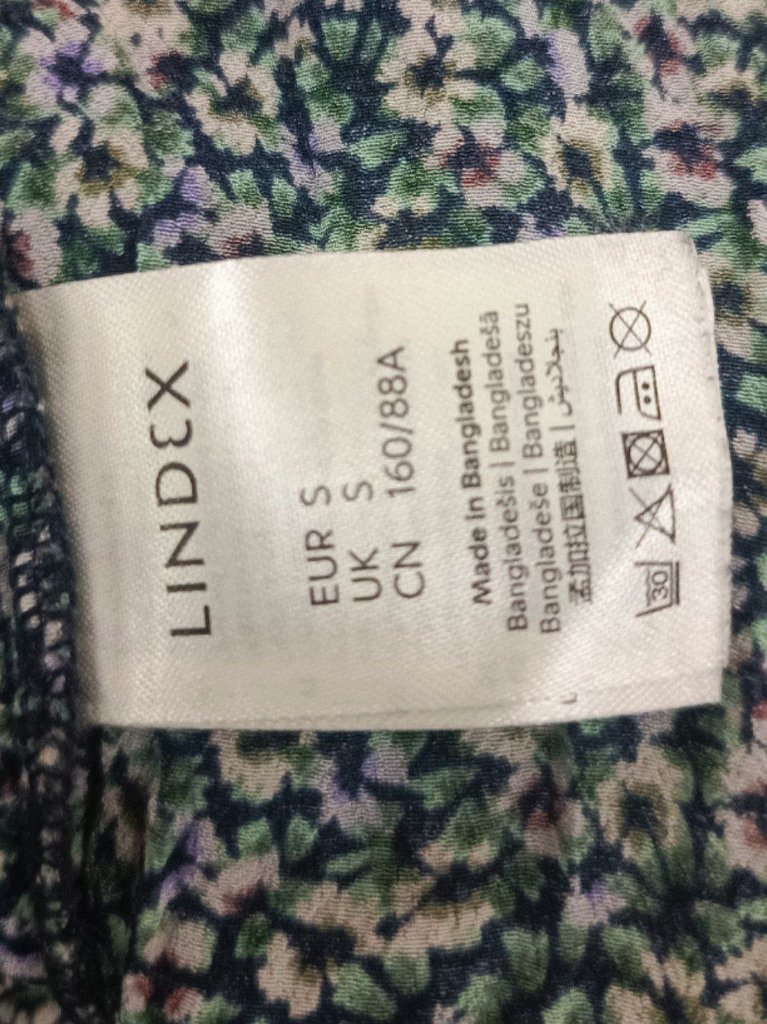 LINDEX
EUR S
UK S
CN 160/88A
Made in Bangladesh
Bangladešis | Bangladešā
Bangladeše | Bangladeszu
孟加拉国制造 | بنجلاديش
30